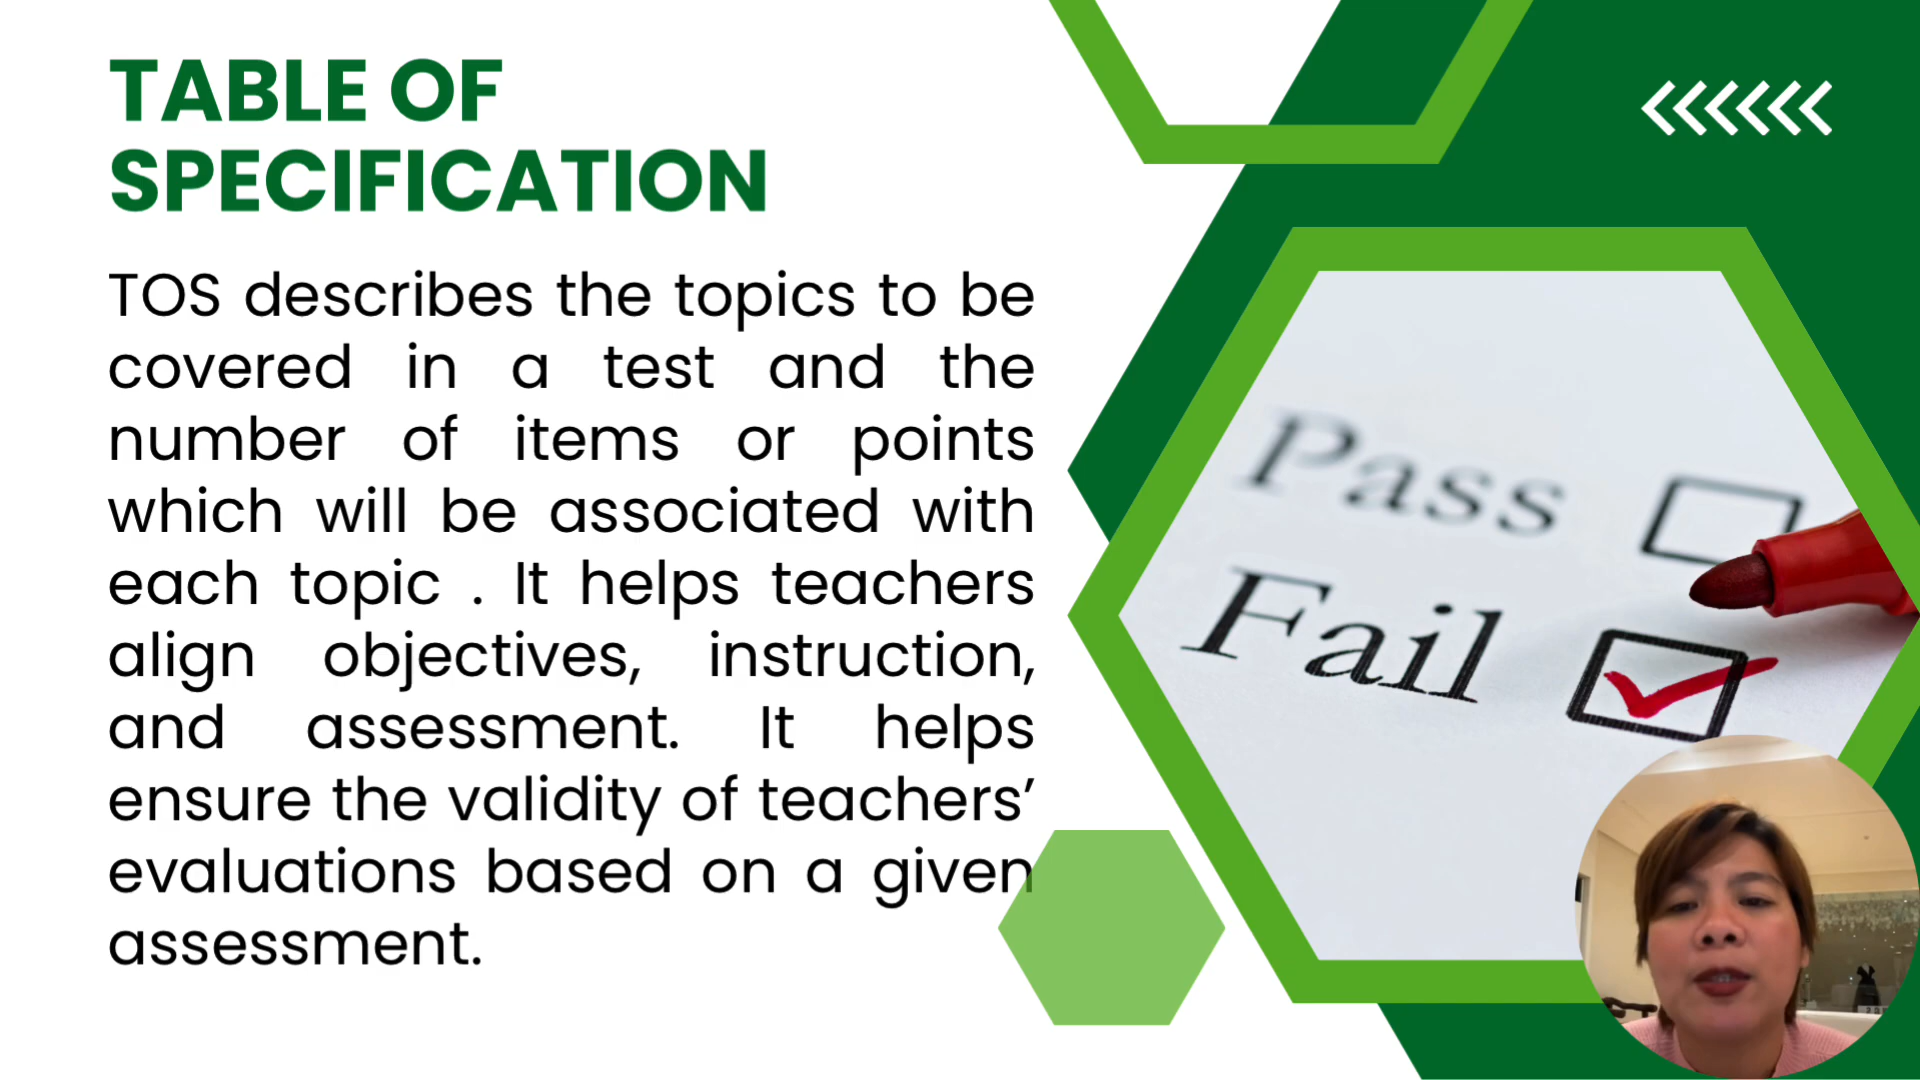 TABLE OF
SPECIFICATION
TOS describes the topics to be
covered in a test and the
number of items or points
which will be associated with
each topic . It helps teachers
align objectives, instruction,
and assessment. It helps
ensure the validity of teachers’
evaluations based on a given
assessment.
Pass
Fail